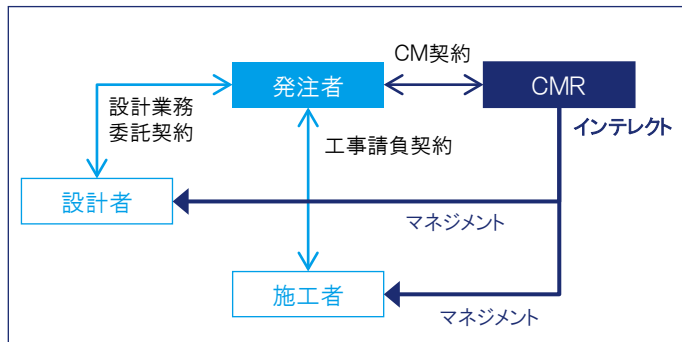 CM契約
発注者
CMR
設計業務
委託契約
工事請負契約
インテレクト
設計者
マネジメント
施工者
マネジメント